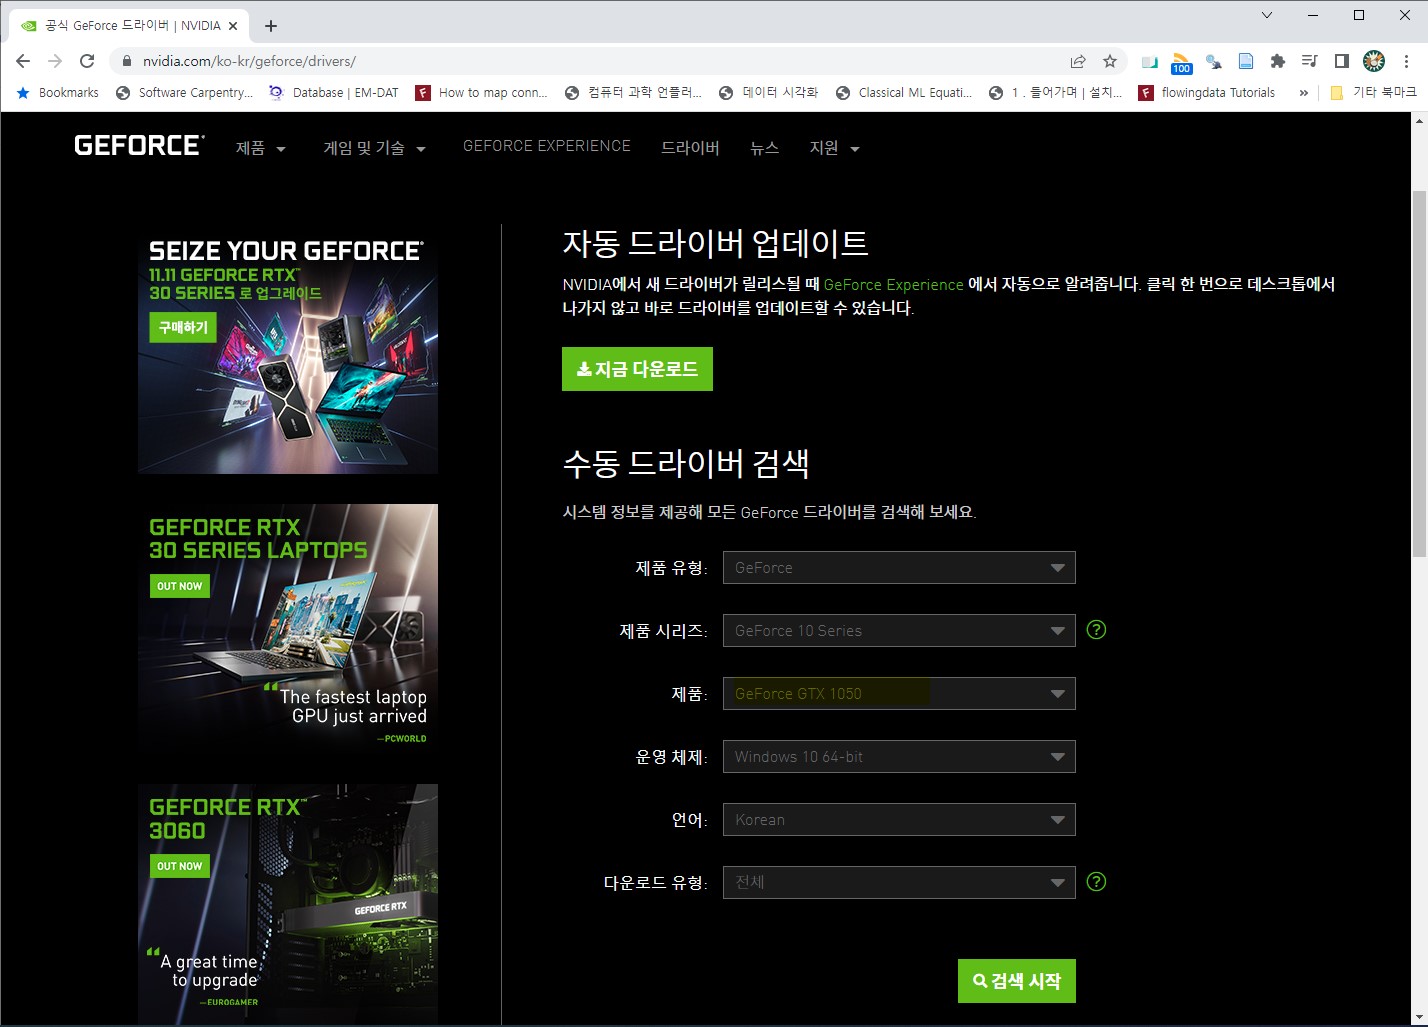 공식 GeForce 드라이버 | NVIDIA
nvidia.com/ko-kr/geforce/drivers/
100
Bookmarks
Software Carpentry...
Database | EM-DAT
How to map conn...
컴퓨터 과학 언플러...
데이터 시각화
Classical ML Equati...
1 . 들어가며 | 설치...
flowingdata Tutorials
»
기타 북마크
GEFORCE
제품
게임 및 기술
GEFORCE EXPERIENCE
드라이버
뉴스
지원
SEIZE YOUR GEFORCE
11.11 GEFORCE RTX™
30 SERIES 로 업그레이드
구매하기
GEFORCE RTX
30 SERIES LAPTOPS
OUT NOW
“The fastest laptop
GPU just arrived
—PCWORLD
GEFORCE RTX™
3060
OUT NOW
GEFORCE RTX
“A great time
to upgrade
—EUROGAMER
자동 드라이버 업데이트
NVIDIA에서 새 드라이버가 릴리스될 때 GeForce Experience 에서 자동으로 알려줍니다. 클릭 한 번으로 데스크톱에서
나가지 않고 바로 드라이버를 업데이트할 수 있습니다.
지금 다운로드
수동 드라이버 검색
시스템 정보를 제공해 모든 GeForce 드라이버를 검색해 보세요.
제품 유형: GeForce
제품 시리즈: GeForce 10 Series ?
제품: GeForce GTX 1050
운영 체제: Windows 10 64-bit
언어: Korean
다운로드 유형: 전체 ?
검색 시작